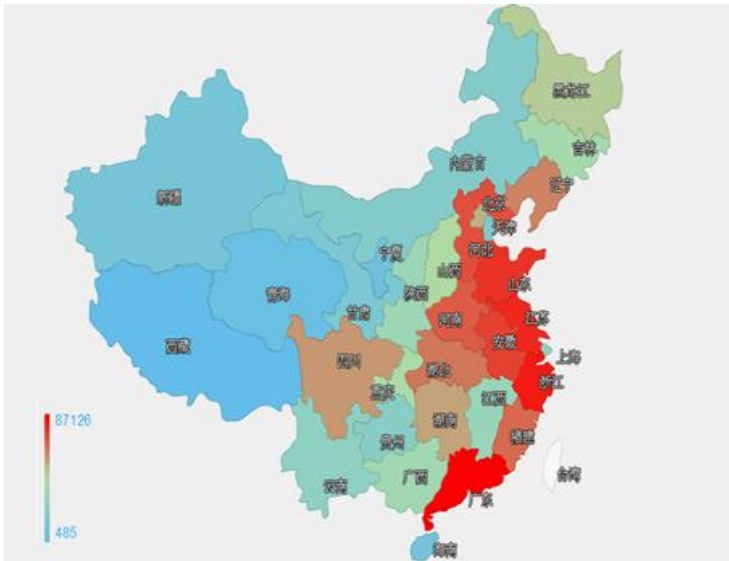 黑龙江
吉林
内蒙古
辽宁
新疆
北京
天津
宁夏
河北
山西
山东
青海
陕西
甘肃
河南
江苏
西藏
安徽
上海
四川
湖北
浙江
重庆
江西
湖南
87126
福建
贵州
广西
台湾
云南
广东
485
海南